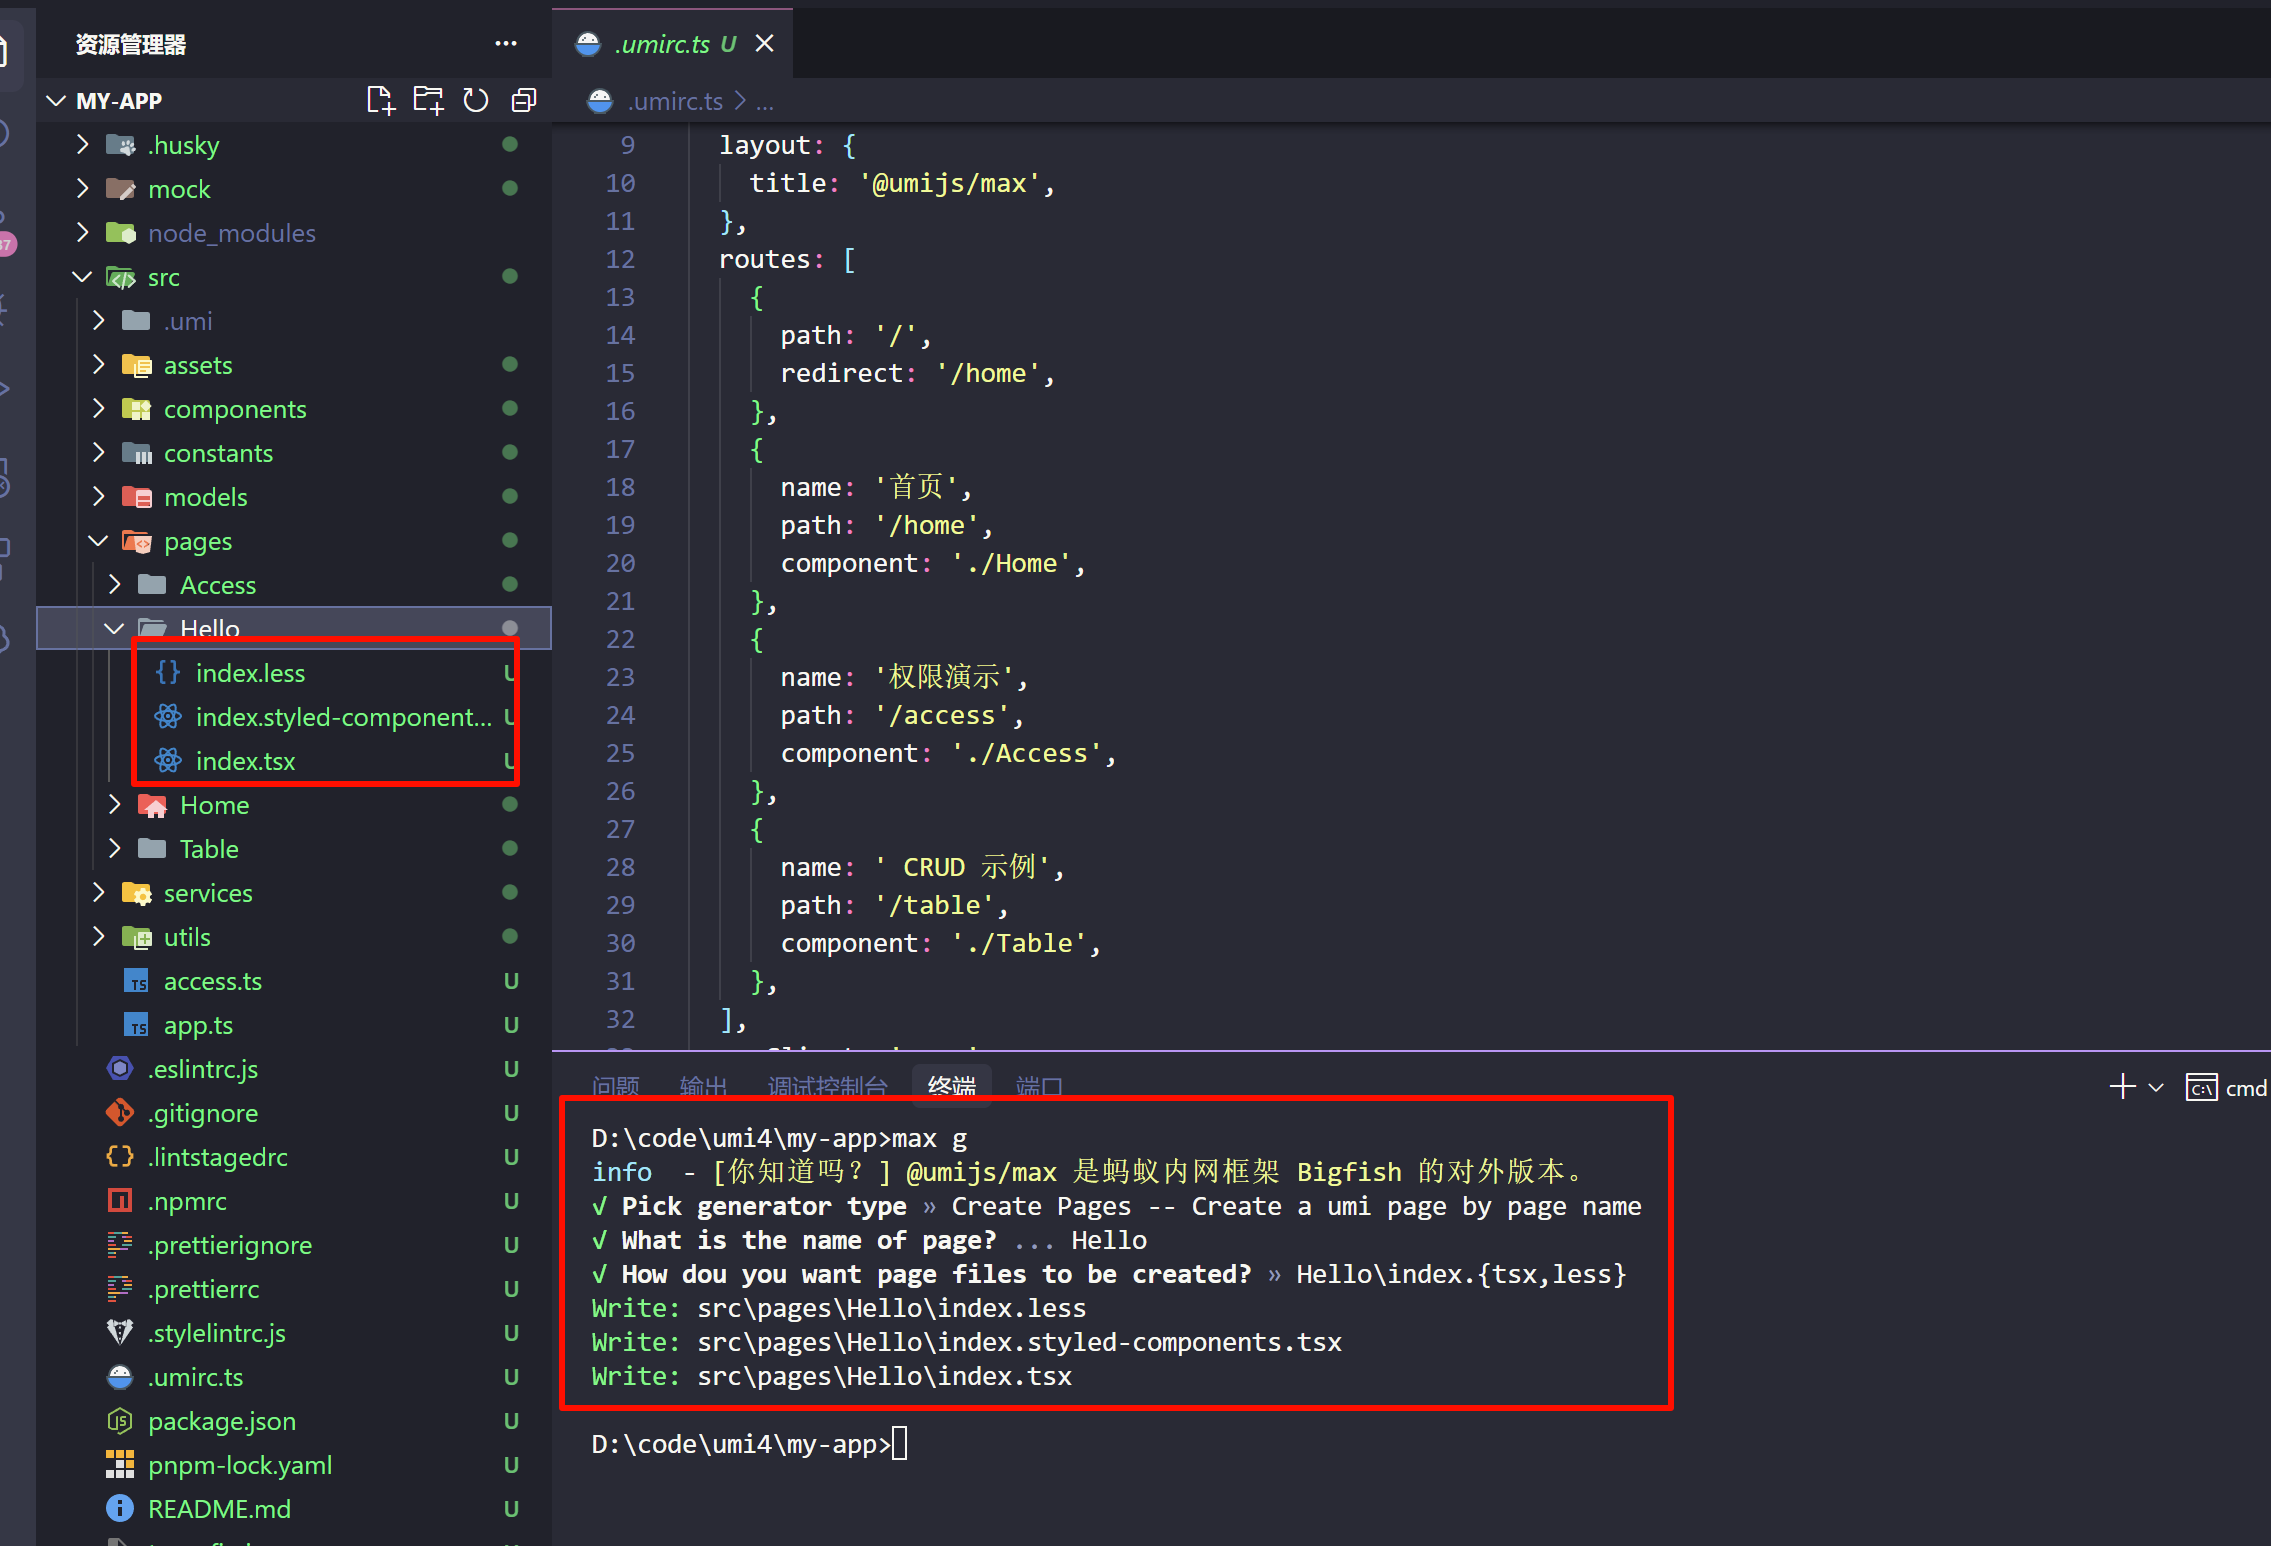 资源管理器
MY-APP
.husky
mock
node_modules
src
.umi
assets
components
constants
models
pages
Access
Hello
index.less U
index.styled-component... U
index.tsx U
Home
Table
services
utils
access.ts U
app.ts U
.eslintrc.js U
.gitignore U
.lintstagedrc U
.npmrc U
.prettierignore U
.prettierrc U
.stylelintrc.js U
.umirc.ts U
package.json U
pnpm-lock.yaml U
README.md U
37
.umirc.ts U
.umirc.ts > ...
9 layout: {
10 title: '@umijs/max',
11 },
12 routes: [
13 {
14 path: '/',
15 redirect: '/home',
16 },
17 {
18 name: '首页',
19 path: '/home',
20 component: './Home',
21 },
22 {
23 name: '权限演示',
24 path: '/access',
25 component: './Access',
26 },
27 {
28 name: ' CRUD 示例',
29 path: '/table',
30 component: './Table',
31 },
32 ],
问题 输出 调试控制台 终端 端口
cmd
D:\code\umi4\my-app>max g
info  - [你知道吗？] @umijs/max 是蚂蚁内网框架 Bigfish 的对外版本。
√ Pick generator type » Create Pages -- Create a umi page by page name
√ What is the name of page? ... Hello
√ How dou you want page files to be created? » Hello\index.{tsx,less}
Write: src\pages\Hello\index.less
Write: src\pages\Hello\index.styled-components.tsx
Write: src\pages\Hello\index.tsx
D:\code\umi4\my-app>